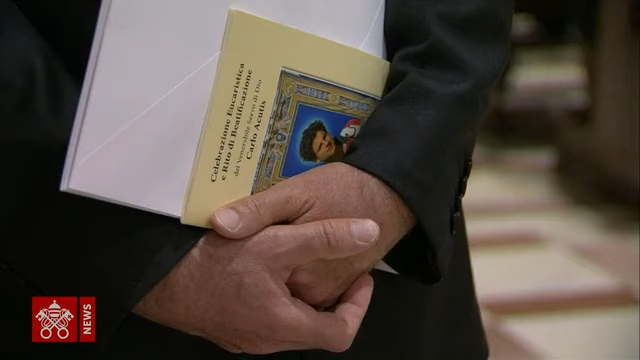 Celebrazione Eucaristica
e Rito di Beatificazione
del Venerabile Servo di Dio
Carlo Acutis
NEWS